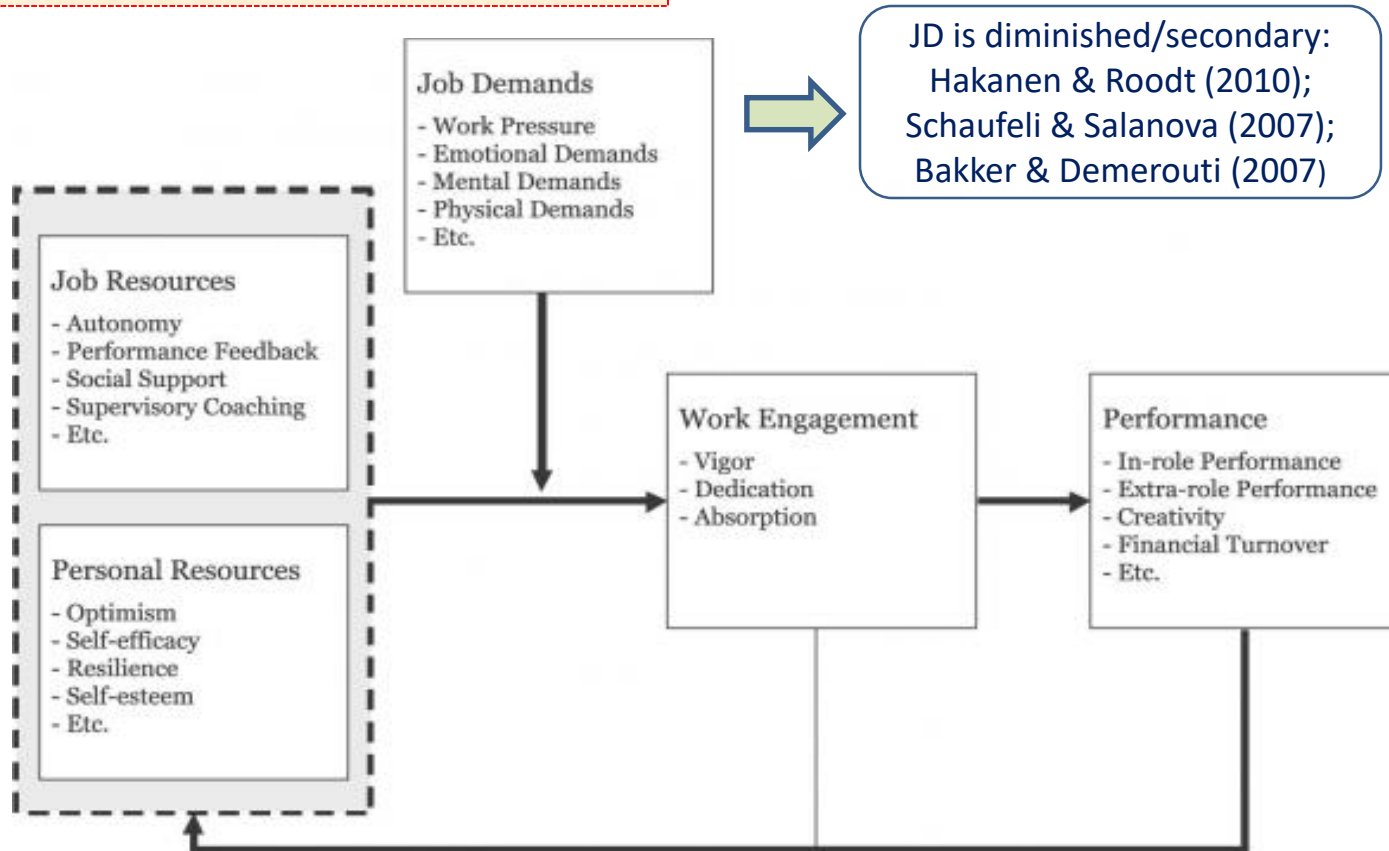 JD is diminished/secondary:
Hakanen & Roodt (2010);
Schaufeli & Salanova (2007);
Bakker & Demerouti (2007)
Job Demands
- Work Pressure
- Emotional Demands
- Mental Demands
- Physical Demands
- Etc.
Job Resources
- Autonomy
- Performance Feedback
- Social Support
- Supervisory Coaching
- Etc.
Personal Resources
- Optimism
- Self-efficacy
- Resilience
- Self-esteem
- Etc.
Work Engagement
- Vigor
- Dedication
- Absorption
Performance
- In-role Performance
- Extra-role Performance
- Creativity
- Financial Turnover
- Etc.